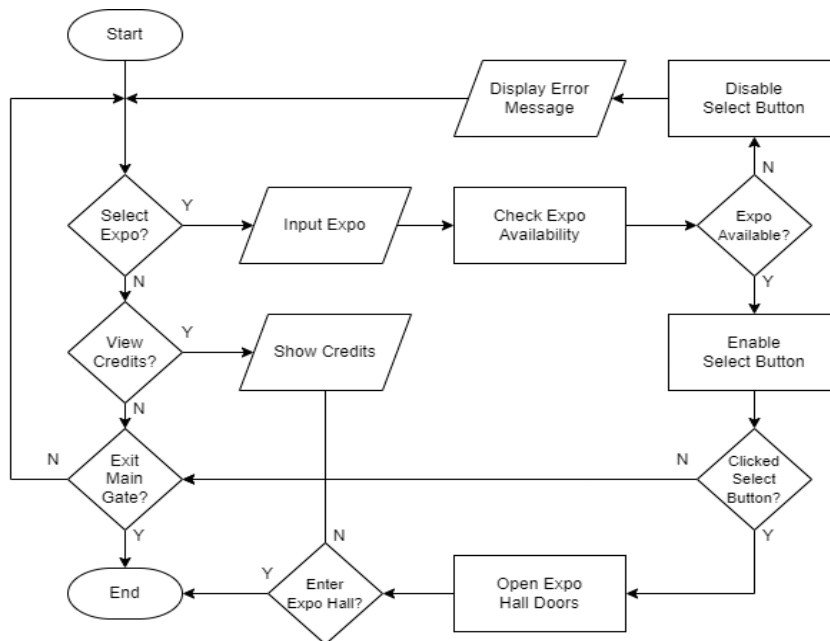 Start
Display Error
Message
Disable
Select Button
N
Select
Expo?
Y
Input Expo
Check Expo
Availability
Expo
Available?
N
Y
View
Credits?
Y
Show Credits
Enable
Select Button
N
Exit
Main
Gate?
N
N
Clicked
Select
Button?
Y
N
Y
End
Y
Enter
Expo Hall?
Open Expo
Hall Doors